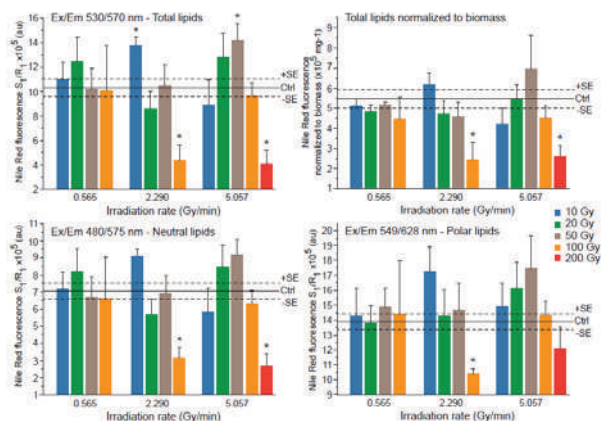 Ex/Em 530/570 nm - Total lipids
Nile Red fluorescence S₁/R₁ x10⁵ (au)
16
14
12
10
8
6
4
2
* * * *
+SE
Ctrl
-SE
0.565 2.290 5.057
Irradiation rate (Gy/min)
Total lipids normalized to biomass
Nile Red fluorescence
normalized to biomass (x10⁵ mg-1)
9
8
7
6
5
4
3
2
1
* *
+SE
Ctrl
-SE
0.565 2.290 5.057
Irradiation rate (Gy/min)
10 Gy
20 Gy
50 Gy
100 Gy
200 Gy
Ex/Em 480/575 nm - Neutral lipids
Nile Red fluorescence S₁/R₁ x10⁵ (au)
11
10
9
8
7
6
5
4
3
2
1
* *
+SE
Ctrl
-SE
0.565 2.290 5.057
Irradiation rate (Gy/min)
Ex/Em 549/628 nm - Polar lipids
Nile Red fluorescence S₁/R₁ x10⁵ (au)
20
19
18
17
16
15
14
13
12
11
10
9
*
+SE
Ctrl
-SE
0.565 2.290 5.057
Irradiation rate (Gy/min)